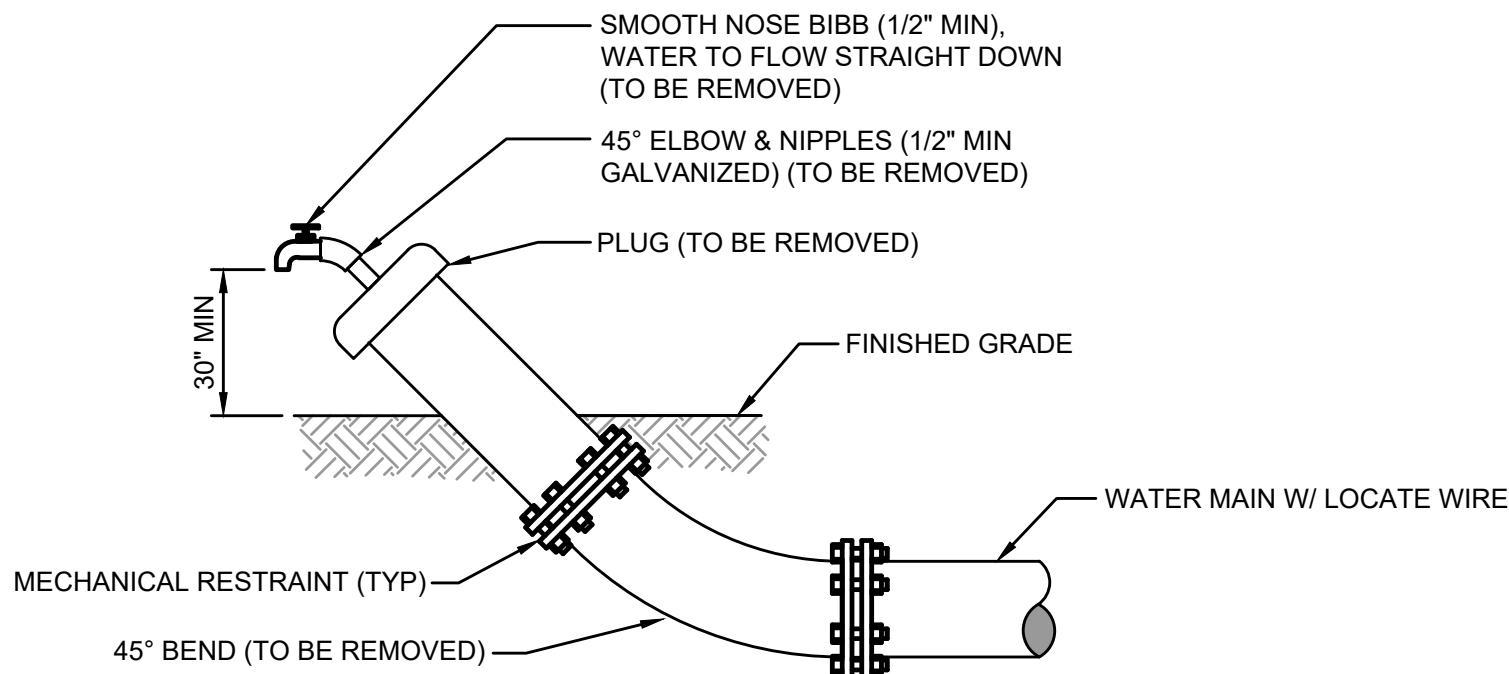 SMOOTH NOSE BIBB (1/2" MIN),
WATER TO FLOW STRAIGHT DOWN
(TO BE REMOVED)
45° ELBOW & NIPPLES (1/2" MIN
GALVANIZED) (TO BE REMOVED)
PLUG (TO BE REMOVED)
30" MIN
FINISHED GRADE
WATER MAIN W/ LOCATE WIRE
MECHANICAL RESTRAINT (TYP)
45° BEND (TO BE REMOVED)